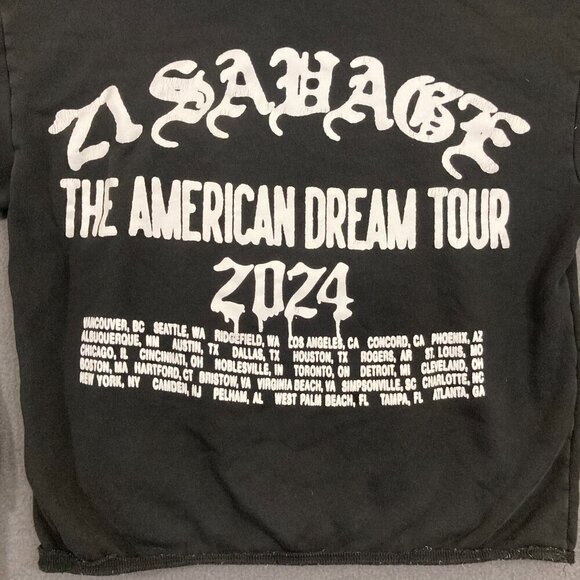 21 SAVAGE
THE AMERICAN DREAM TOUR
2024
VANCOUVER, BC SEATTLE, WA RIDGEFIELD, WA LOS ANGELES, CA CONCORD, CA PHOENIX, AZ
ALBUQUERQUE, NM AUSTIN, TX DALLAS, TX HOUSTON, TX ROGERS, AR ST. LOUIS, MO
CHICAGO, IL CINCINNATI, OH NOBLESVILLE, IN TORONTO, ON DETROIT, MI CLEVELAND, OH
BOSTON, MA HARTFORD, CT BRISTOW, VA VIRGINIA BEACH, VA SIMPSONVILLE, SC CHARLOTTE, NC
NEW YORK, NY CAMDEN, NJ PELHAM, AL WEST PALM BEACH, FL TAMPA, FL ATLANTA, GA